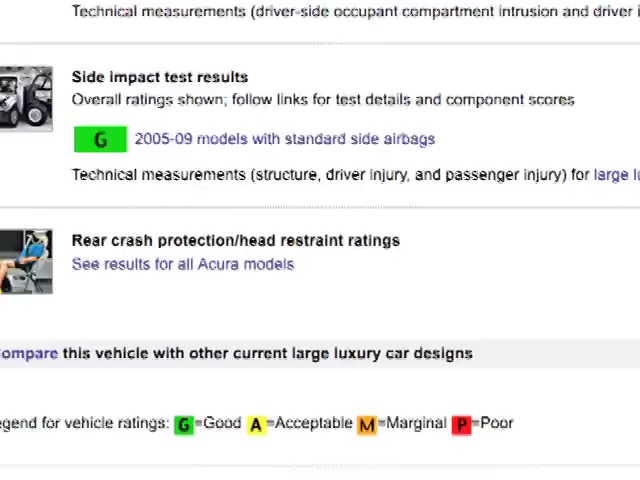 Technical measurements (driver-side occupant compartment intrusion and driver
Side impact test results
Overall ratings shown; follow links for test details and component scores
G 2005-09 models with standard side airbags
Technical measurements (structure, driver injury, and passenger injury) for large
Rear crash protection/head restraint ratings
See results for all Acura models
ompare this vehicle with other current large luxury car designs
egend for vehicle ratings: G=Good A=Acceptable M=Marginal P=Poor